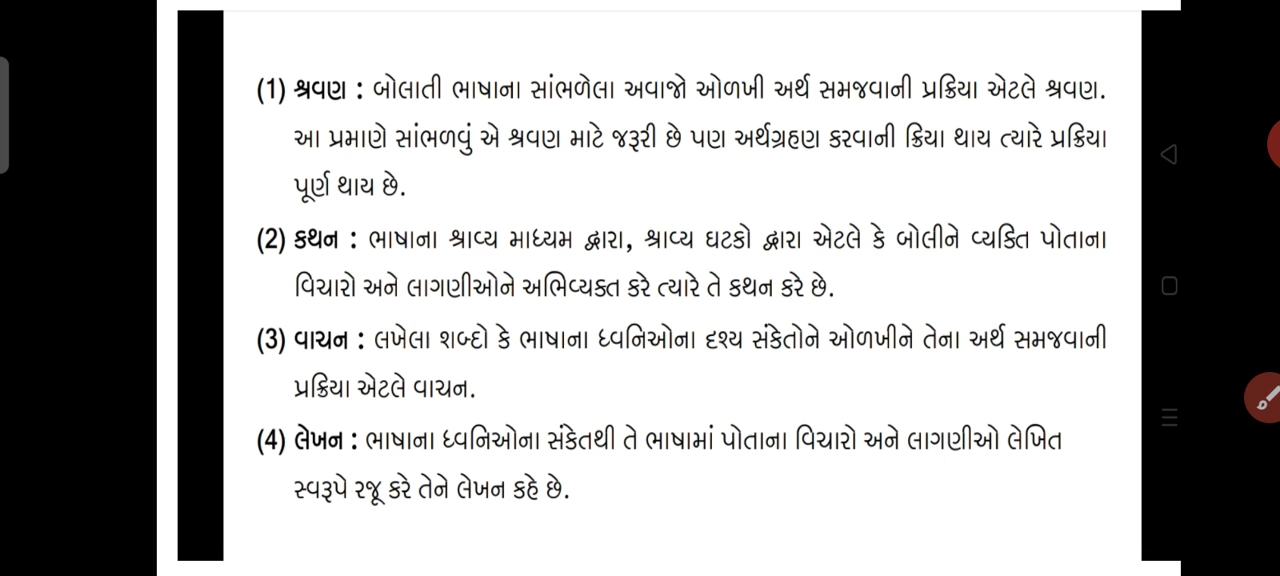 (1) શ્રવણ : બોલાતી ભાષાના સાંભળેલા અવાજો ઓળખી અર્થ સમજવાની પ્રક્રિયા એટલે શ્રવણ.
આ પ્રમાણે સાંભળવું એ શ્રવણ માટે જરૂરી છે પણ અર્થગ્રહણ કરવાની ક્રિયા થાય ત્યારે પ્રક્રિયા
પૂર્ણ થાય છે.
(2) કથન : ભાષાના શ્રાવ્ય માધ્યમ દ્વારા, શ્રાવ્ય ઘટકો દ્વારા એટલે કે બોલીને વ્યક્તિ પોતાના
વિચારો અને લાગણીઓને અભિવ્યક્ત કરે ત્યારે તે કથન કરે છે.
(3) વાચન : લખેલા શબ્દો કે ભાષાના ધ્વનિઓના દૃશ્ય સંકેતોને ઓળખીને તેના અર્થ સમજવાની
પ્રક્રિયા એટલે વાચન.
(4) લેખન : ભાષાના ધ્વનિઓના સંકેતથી તે ભાષામાં પોતાના વિચારો અને લાગણીઓ લેખિત
સ્વરૂપે રજૂ કરે તેને લેખન કહે છે.